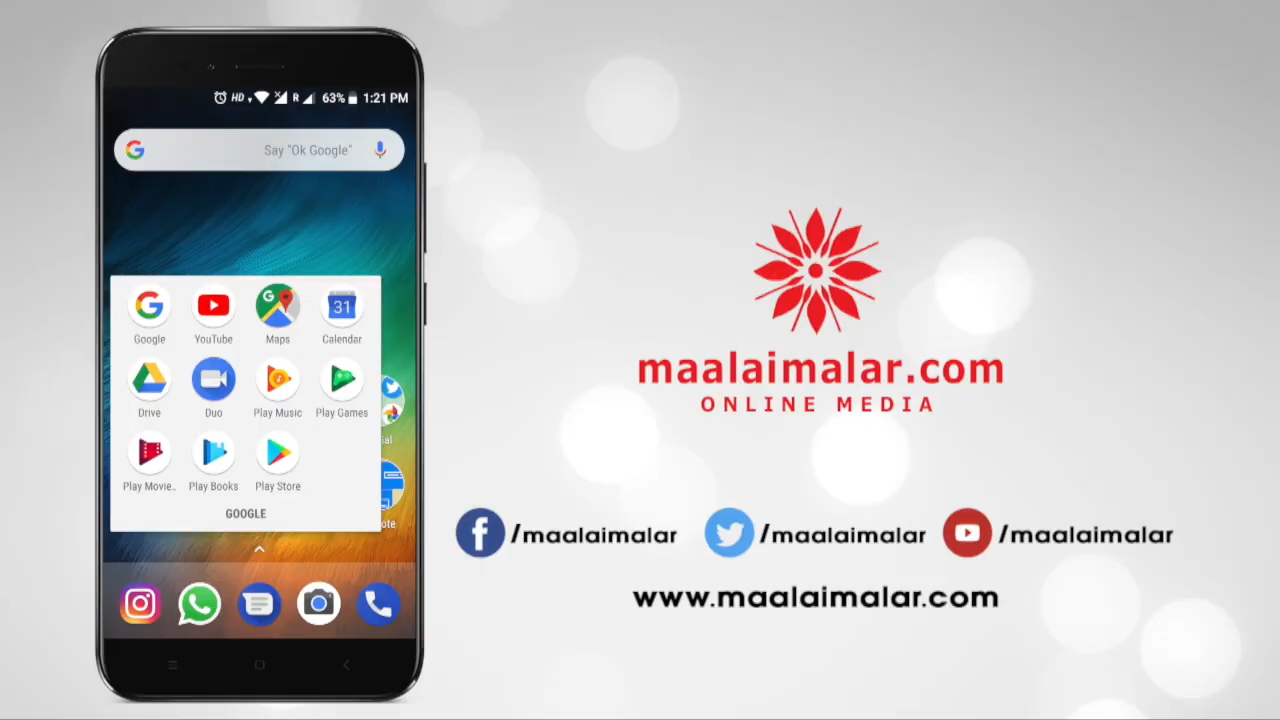 HD R 63% 1:21 PM
Say "Ok Google"
Google YouTube Maps Calendar
31
Drive Duo Play Music Play Games
Play Movie.. Play Books Play Store
GOOGLE
maalaimalar.com
ONLINE MEDIA
/maalaimalar /maalaimalar /maalaimalar
www.maalaimalar.com